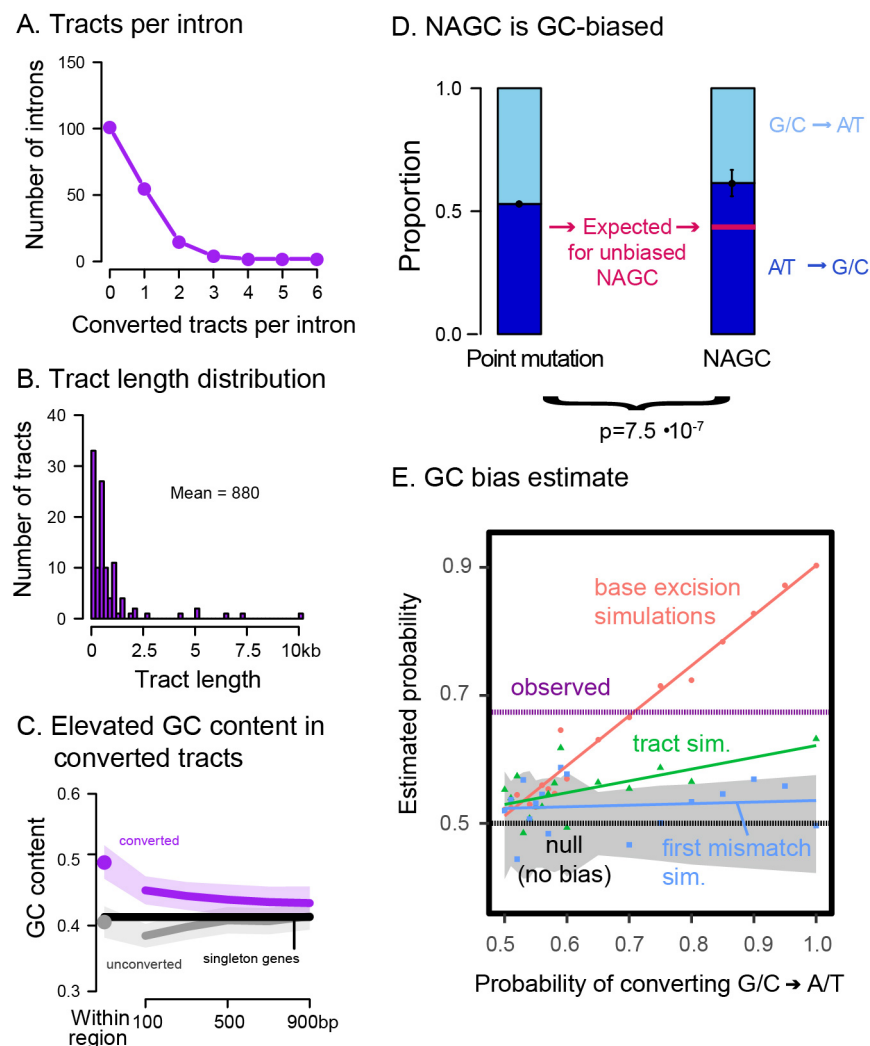 A. Tracts per intron
Number of introns
150
100
50
0
0 1 2 3 4 5 6
Converted tracts per intron
B. Tract length distribution
Number of tracts
40
30
20
10
0
Mean = 880
0 2.5 5 7.5 10kb
Tract length
C. Elevated GC content in
converted tracts
GC content
0.6
0.5
0.4
0.3
converted
unconverted
singleton genes
Within
region
100 500 900bp
D. NAGC is GC-biased
Proportion
1.0
0.5
0.0
G/C → A/T
→ Expected →
for unbiased
NAGC
A/T → G/C
Point mutation NAGC
p=7.5 •10⁻⁷
E. GC bias estimate
Estimated probability
0.9
0.7
0.5
base excision
simulations
observed
tract sim.
null
(no bias)
first mismatch
sim.
0.5 0.6 0.7 0.8 0.9 1.0
Probability of converting G/C → A/T